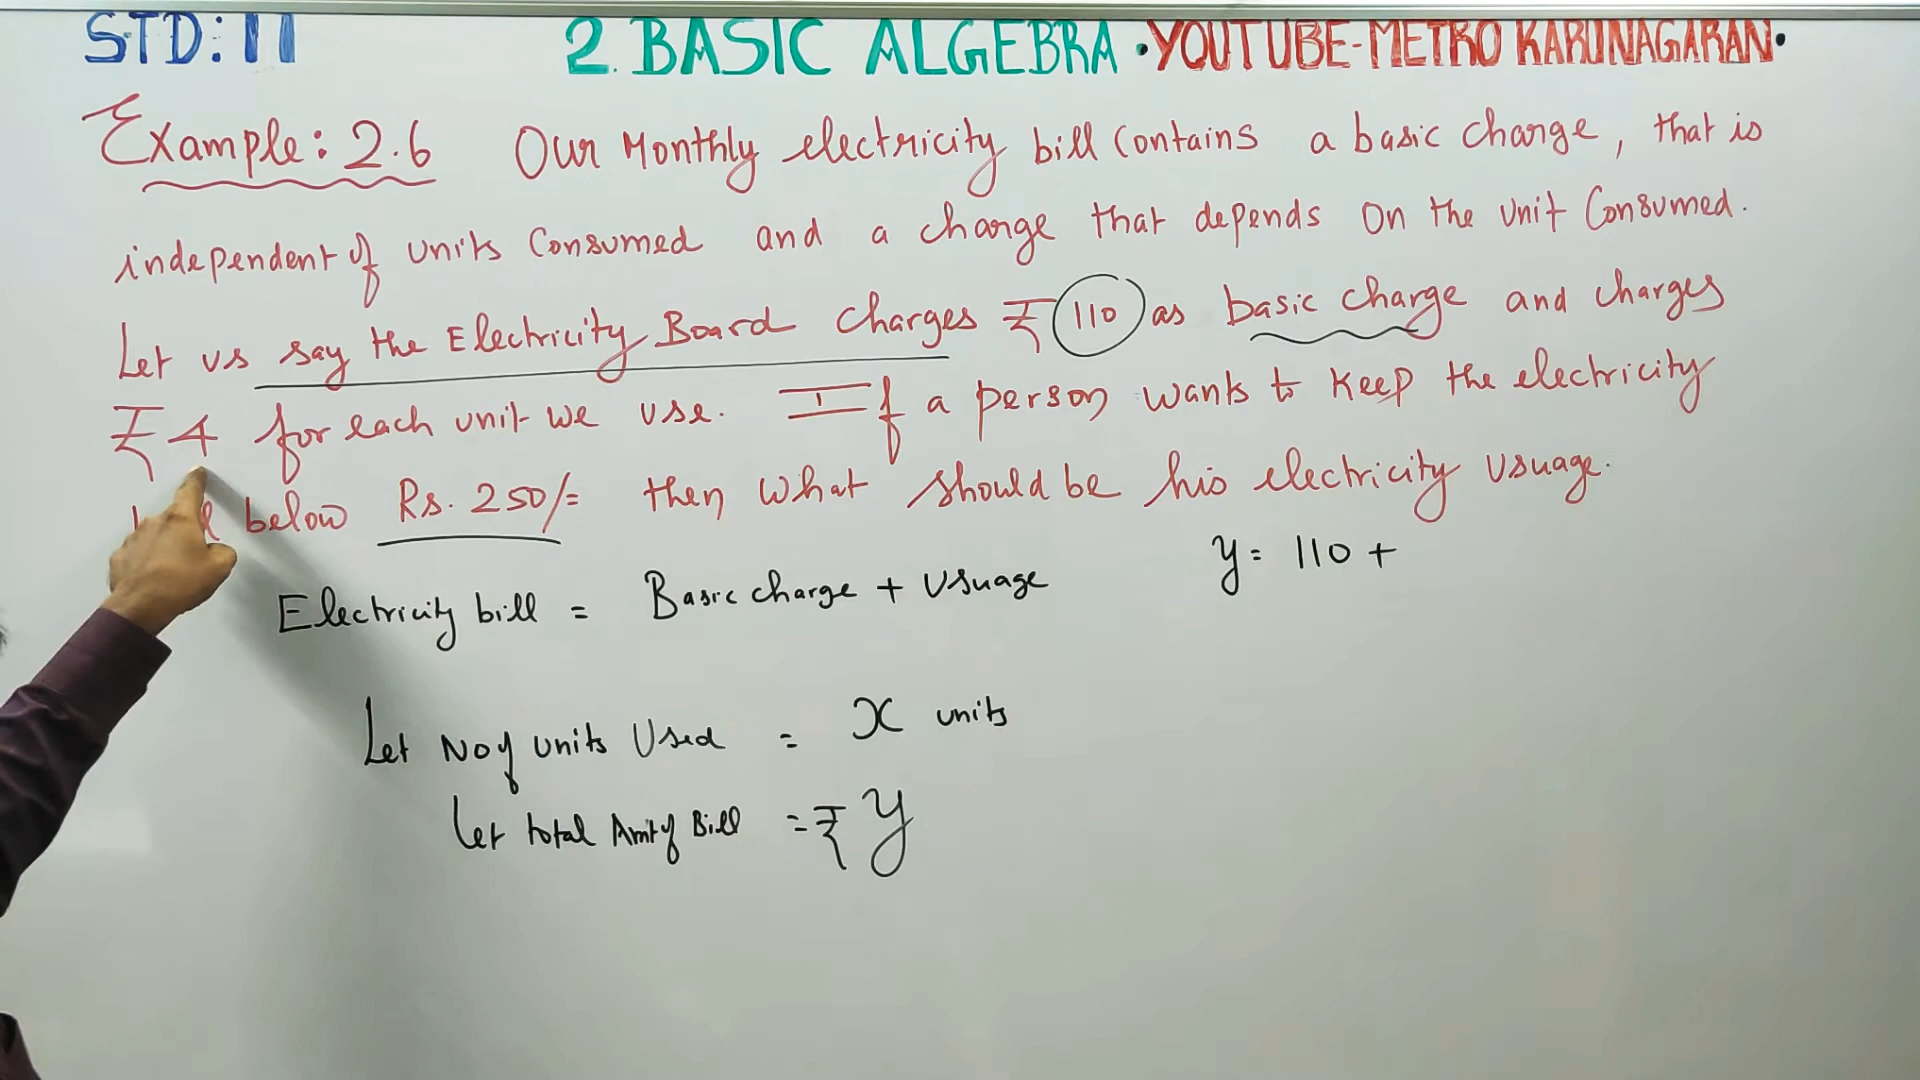 STD: 11 2. BASIC ALGEBRA • YOUTUBE-METRO KARUNAGARAN •
Example: 2.6 Our Monthly electricity bill Contains a basic charge, that is
independent of units Consumed and a charge that depends On the Unit Consumed.
Let us say the Electricity Board charges ₹ 110 as basic charge and charges
₹ 4 for each unit we use. If a person wants to keep the electricity
below Rs. 250/= then what should be his electricity usuage.
y = 110 +
Electricity bill = Basic charge + Usuage
Let No of units Used = x units
Let total Amt of Bill = ₹ y